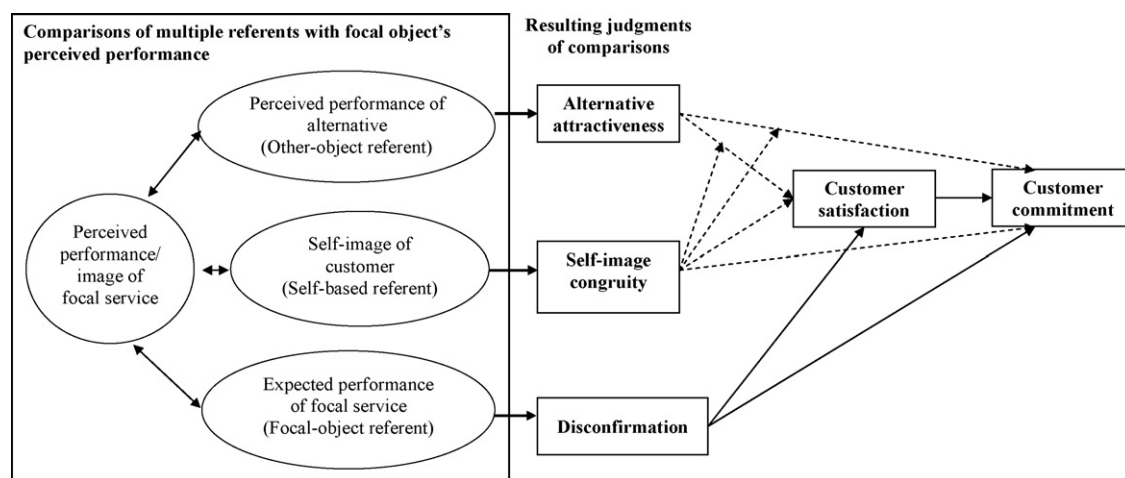 Comparisons of multiple referents with focal object's
perceived performance
Resulting judgments
of comparisons
Perceived performance of
alternative
(Other-object referent)
Alternative
attractiveness
Perceived
performance/
image of
focal service
Self-image of
customer
(Self-based referent)
Self-image
congruity
Customer
satisfaction
Customer
commitment
Expected performance
of focal service
(Focal-object referent)
Disconfirmation